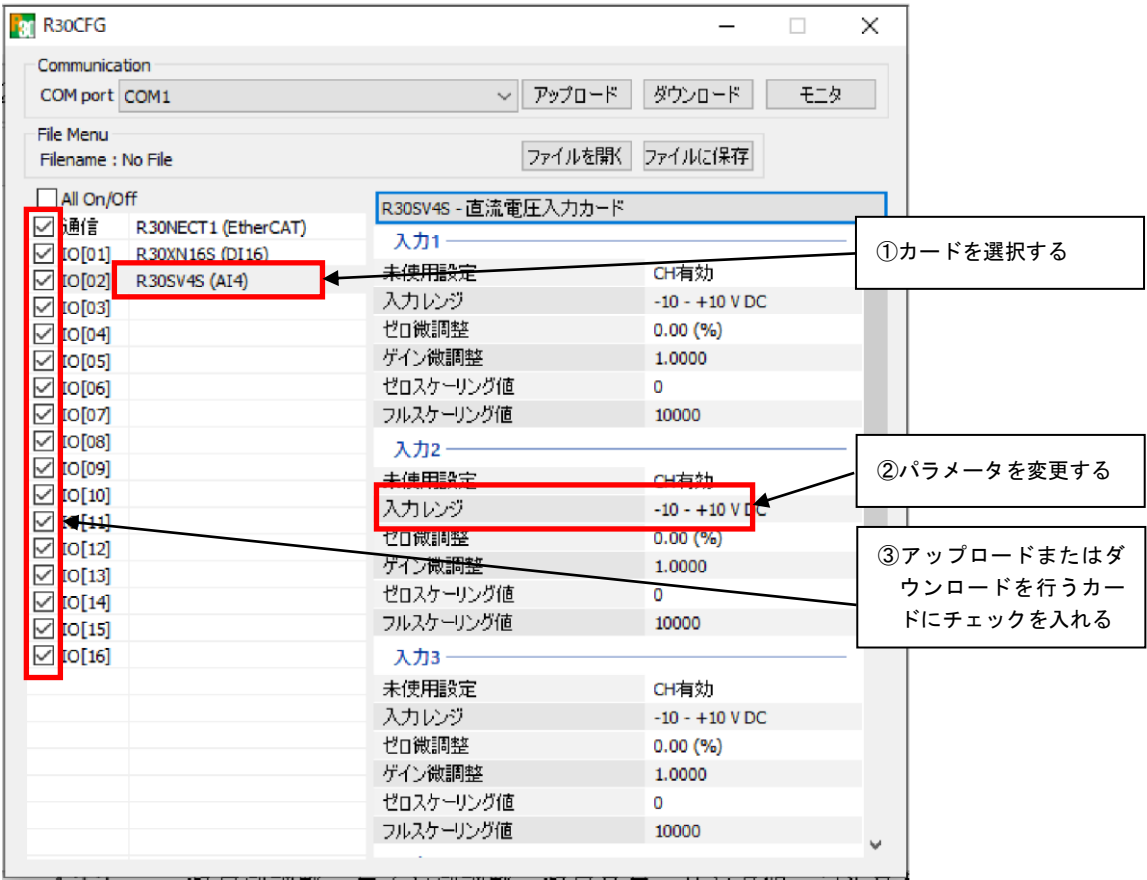 R30CFG
Communication
COM port COM1 アップロード ダウンロード モニタ
File Menu
Filename : No File ファイルを開く ファイルに保存
All On/Off
R30SV4S - 直流電圧入力カード
通信 R30NECT1 (EtherCAT)
入力1
IO[01] R30XN16S (DI16)
①カードを選択する
未使用設定 CH有効
IO[02] R30SV4S (AI4)
入力レンジ -10 - +10 V DC
IO[03]
ゼロ微調整 0.00 (%)
IO[04]
ゲイン微調整 1.0000
IO[05]
ゼロスケーリング値 0
IO[06]
フルスケーリング値 10000
IO[07]
IO[08]
入力2
IO[09]
②パラメータを変更する
未使用設定 CH有効
IO[10]
入力レンジ -10 - +10 V DC
IO[11]
ゼロ微調整 0.00 (%)
IO[12]
ゲイン微調整 1.0000
IO[13]
③アップロードまたはダ
ウンロードを行うカー
ドにチェックを入れる
ゼロスケーリング値 0
IO[14]
フルスケーリング値 10000
IO[15]
入力3
IO[16]
未使用設定 CH有効
入力レンジ -10 - +10 V DC
ゼロ微調整 0.00 (%)
ゲイン微調整 1.0000
ゼロスケーリング値 0
フルスケーリング値 10000